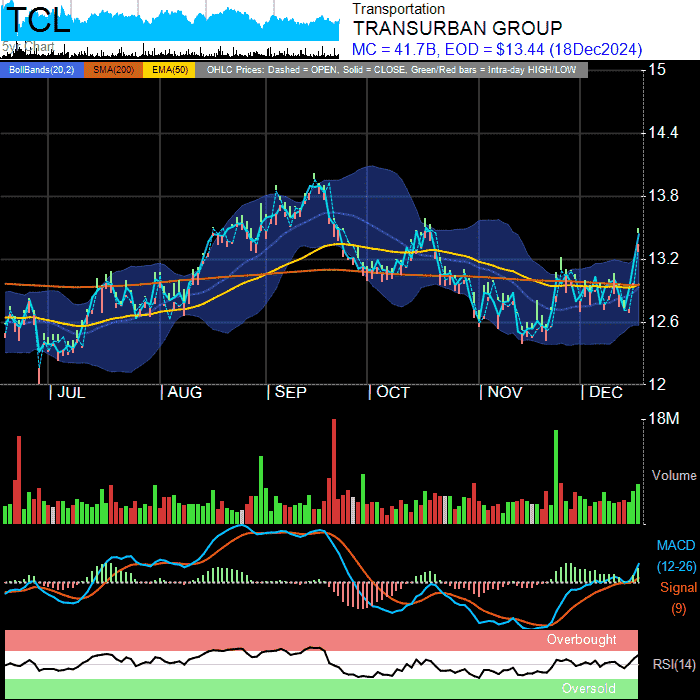 TCL
5yr Chart
Transportation
TRANSURBAN GROUP
MC = 41.7B, EOD = $13.44 (18Dec2024)
BollBands(20,2) SMA(200) EMA(50) OHLC Prices: Dashed = OPEN, Solid = CLOSE, Green/Red bars = Intra-day HIGH/LOW
15
14.4
13.8
13.2
12.6
12
JUL AUG SEP OCT NOV DEC
18M
Volume
MACD
(12-26)
Signal
(9)
Overbought
RSI(14)
Oversold